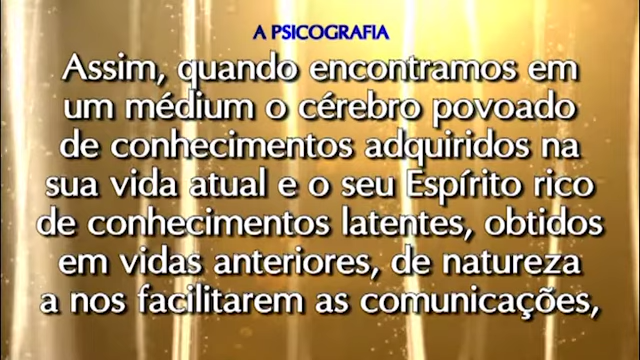 A PSICOGRAFIA
Assim, quando encontramos em
um médium o cérebro povoado
de conhecimentos adquiridos na
sua vida atual e o seu Espírito rico
de conhecimentos latentes, obtidos
em vidas anteriores, de natureza
a nos facilitarem as comunicações,